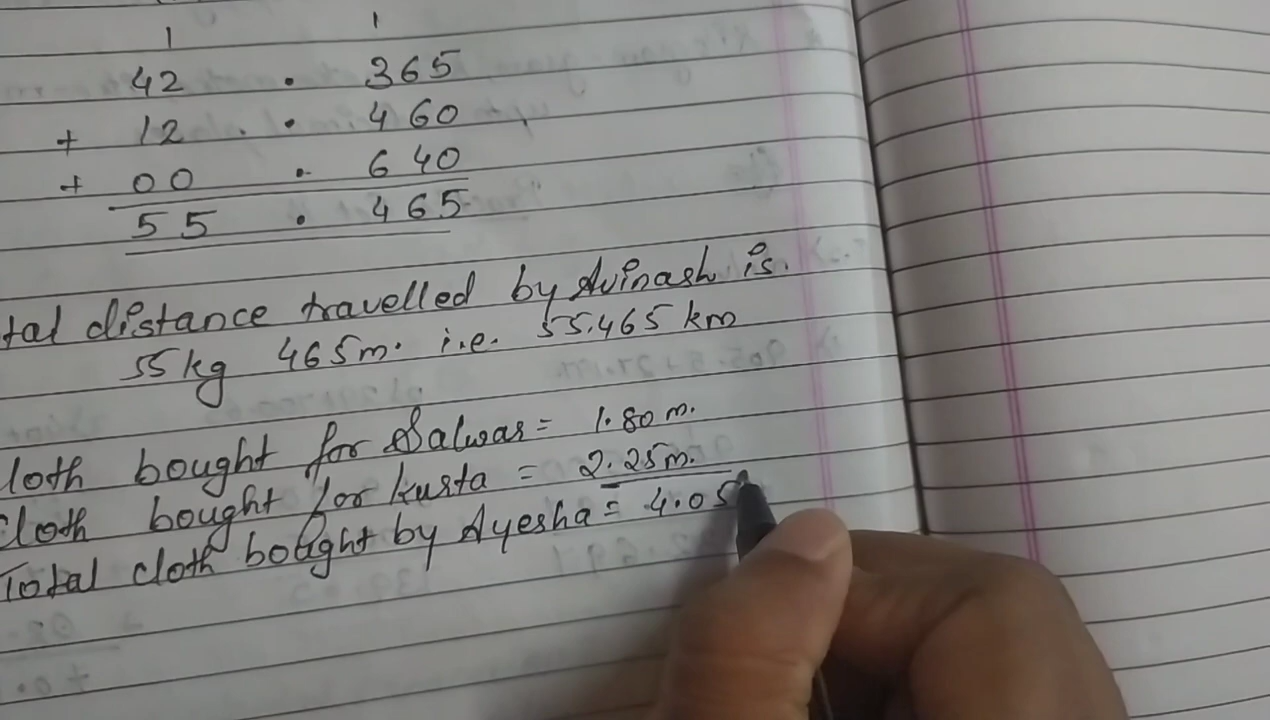 1 1
42 . 365
+ 12 . . 460
+ 00 . 640
55 . 465
tal distance travelled by Avinash is.
55kg 465m. i.e. 55.465 km
loth bought for Salwar = 1.80 m.
Cloth bought for kurta = 2.25m.
Total cloth bought by Ayesha = 4.05